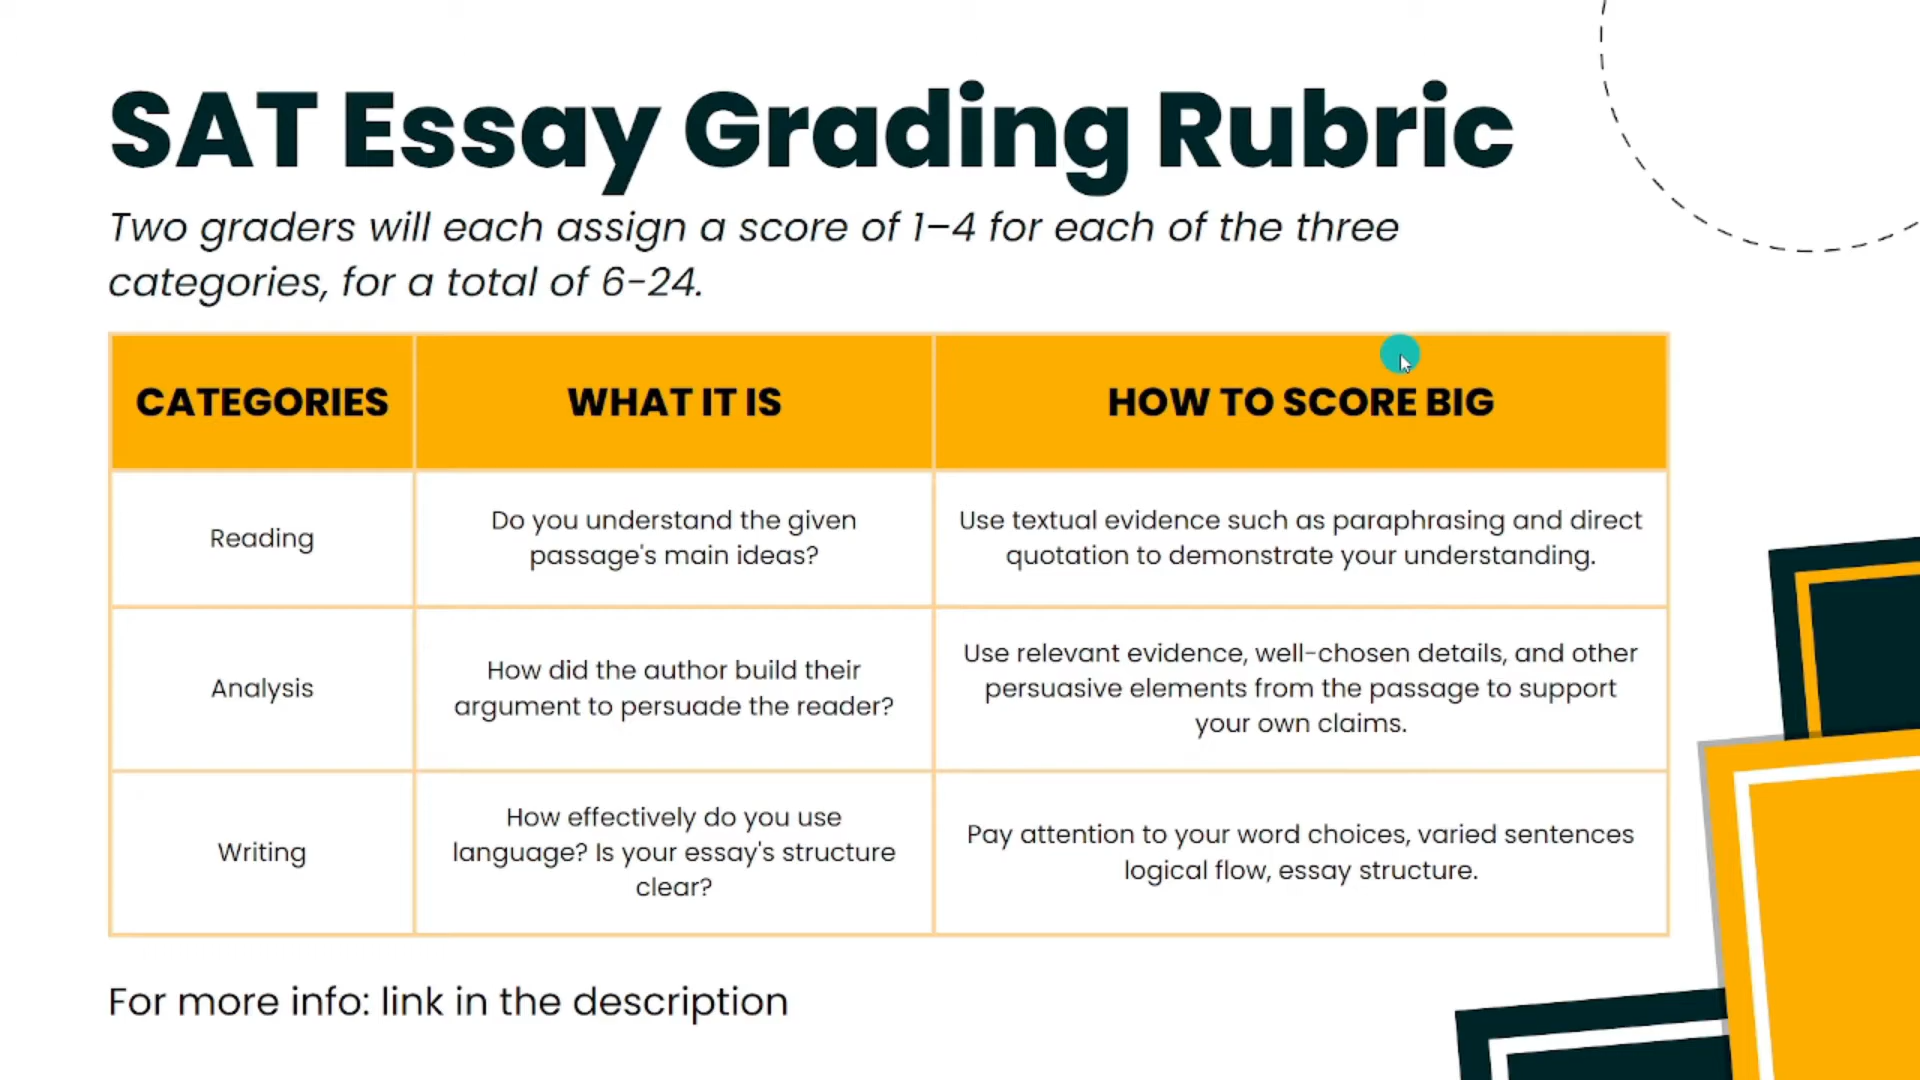 SAT Essay Grading Rubric
Two graders will each assign a score of 1–4 for each of the three
categories, for a total of 6-24.
CATEGORIES
WHAT IT IS
HOW TO SCORE BIG
Reading
Do you understand the given
passage's main ideas?
Use textual evidence such as paraphrasing and direct
quotation to demonstrate your understanding.
Analysis
How did the author build their
argument to persuade the reader?
Use relevant evidence, well-chosen details, and other
persuasive elements from the passage to support
your own claims.
Writing
How effectively do you use
language? Is your essay's structure
clear?
Pay attention to your word choices, varied sentences
logical flow, essay structure.
For more info: link in the description